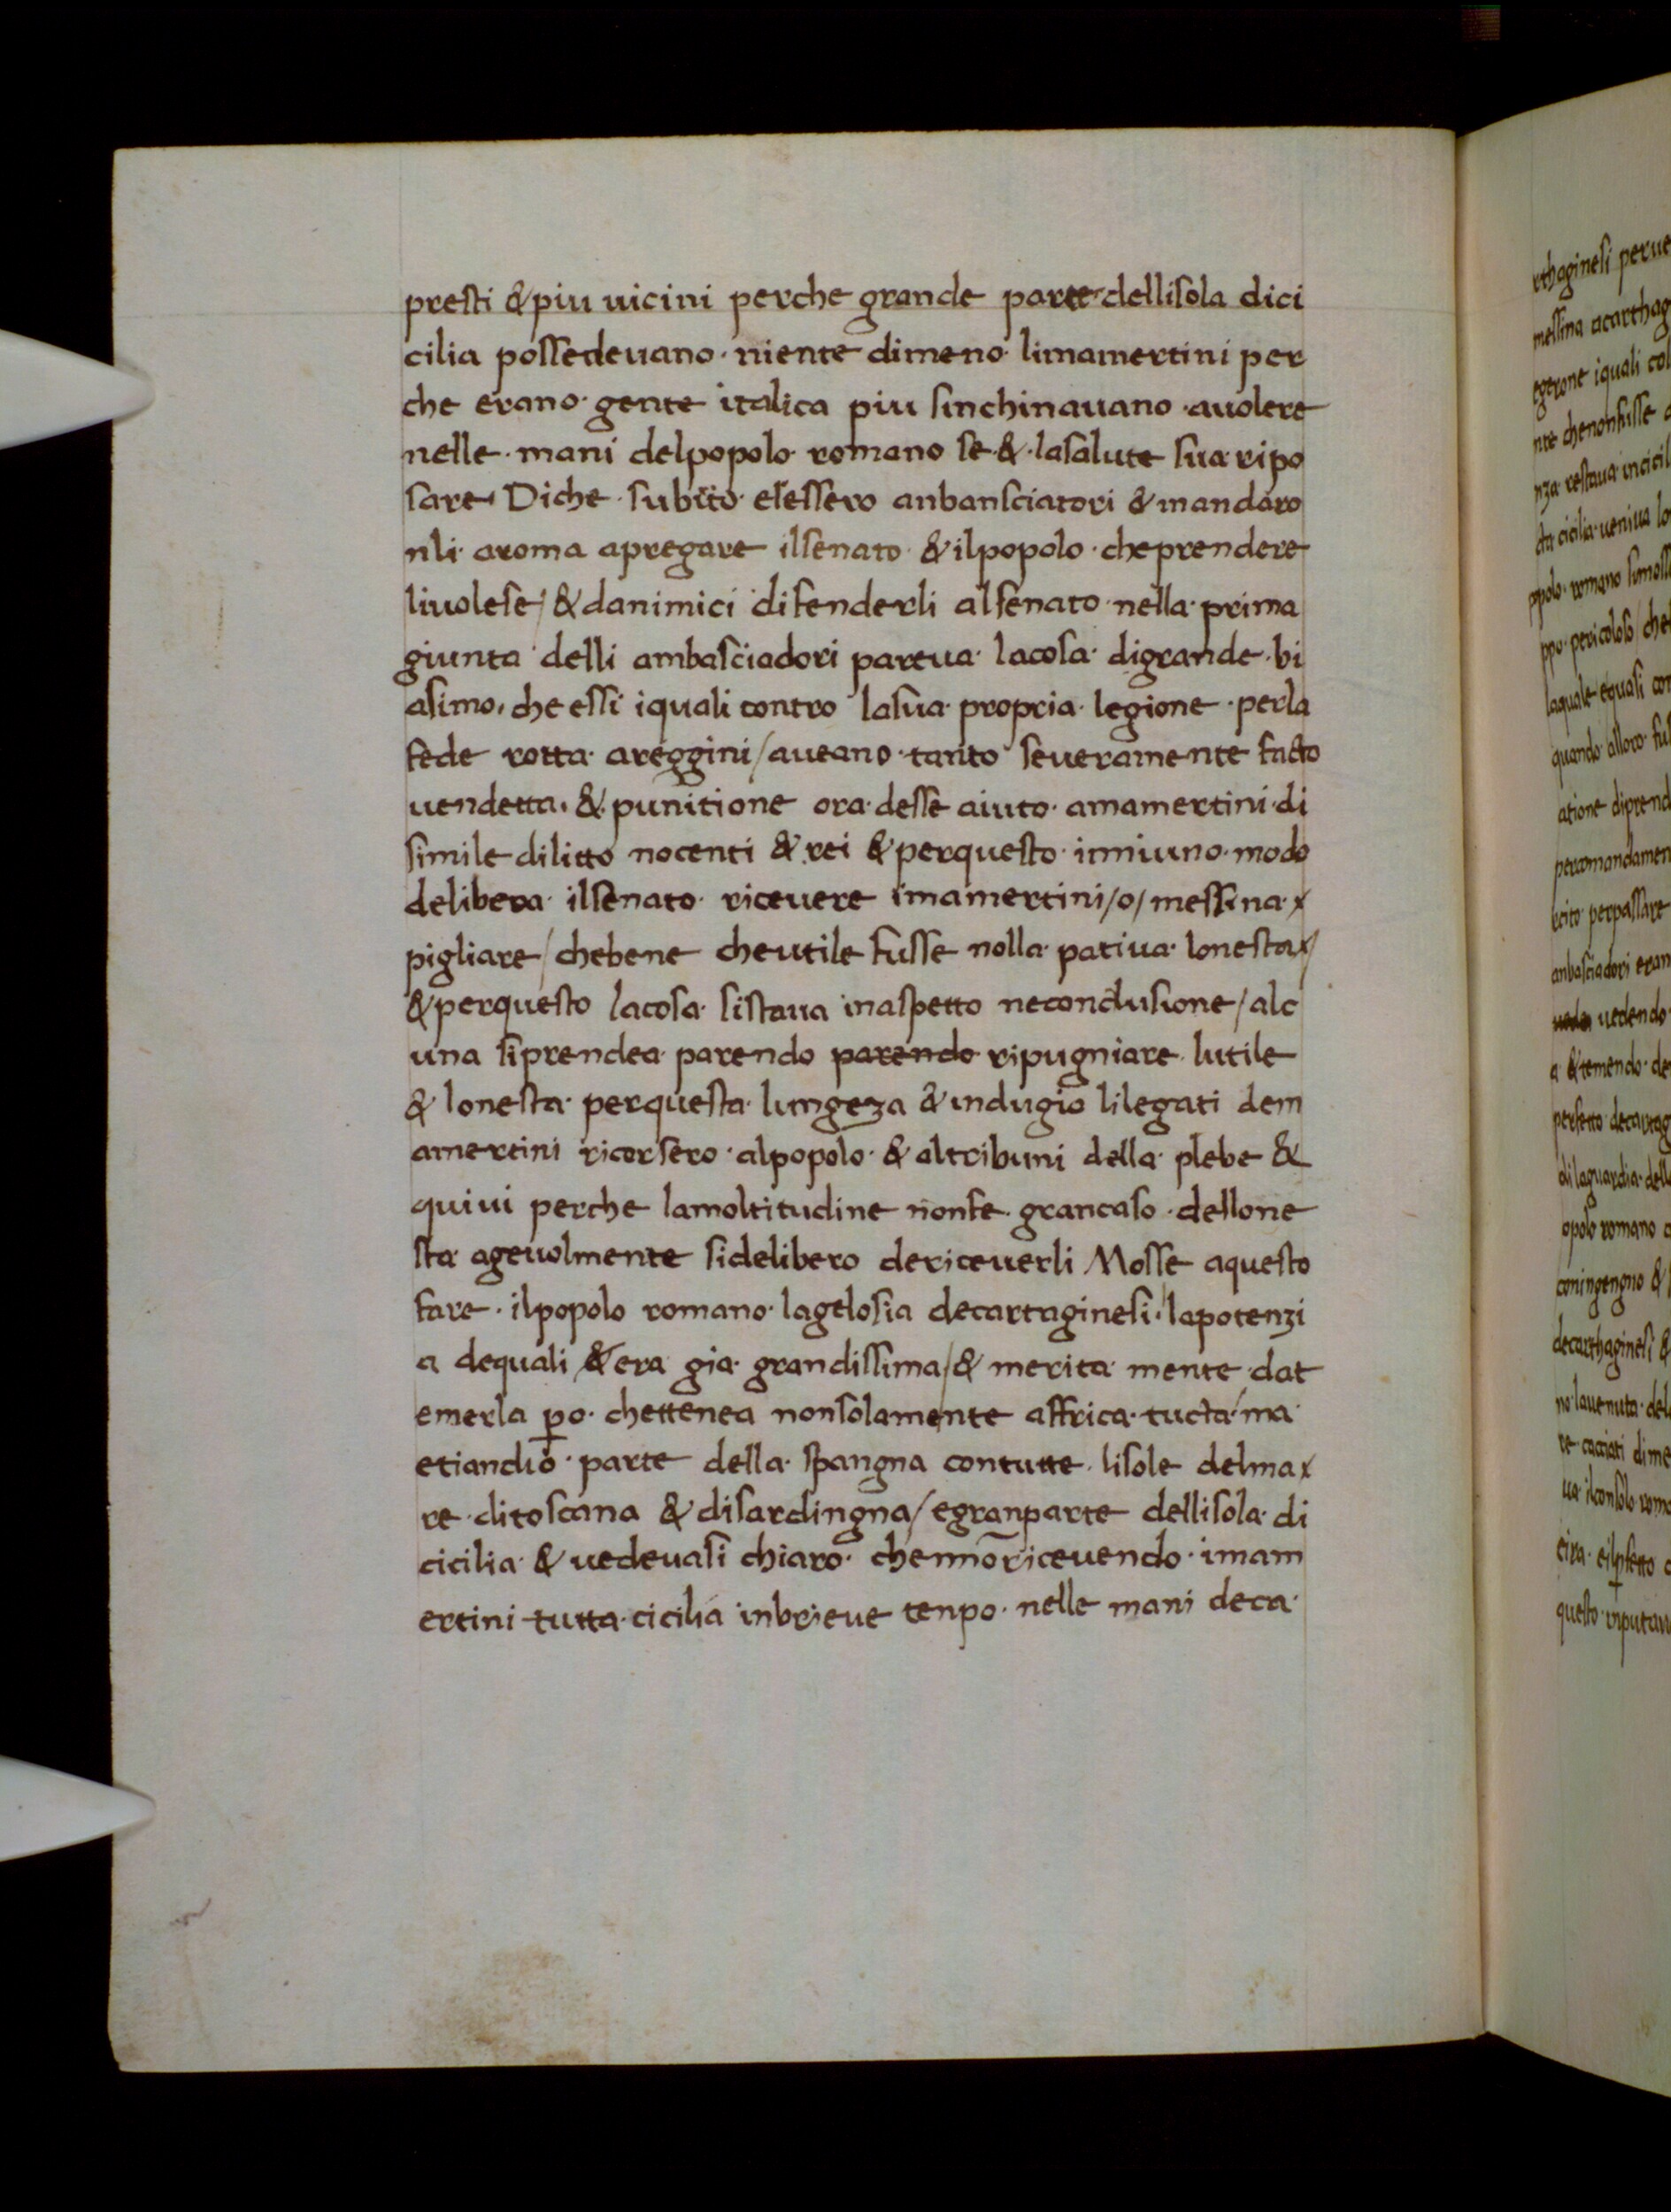 presti & piu uicini perche grande parte dellisola dici
cilia possedeuano · niente dimeno · limamertini per
che erano · gente italica piu sinchinauano · auolere
nelle · mani delpopolo · romano se · & · lasalute sua · ripo
sare · Diche · subito · elessero anbansciatori & mandaro
nli · aroma apregare ilsenato · & ilpopolo · cheprendere
liuolese / & danimici difenderli alsenato · nella · prima
giunta delli ambasciadori pareua · lacosa · digrande · bi
asimo, che essi iquali contro lasua · propria · legione · perla
fede rotta · areggini / aueano · tanto seueramente facto
uendetta · & · punitione ora · desse aiuto · amamertini · di
simile dilitto nocenti & rei & perquesto · inniuno · modo
delibera · ilsenato · riceuere imamertini / o / messina ·
pigliare / chebene cheutile fusse nolla · patiua · lonesta /
& perquesto lacosa · sistaua inaspetto neconclusione / alc
una siprendea · parendo parendo · ripugniare · lutile
& lonesta · perquesta · lungeza & indugio lilegati dem
amertini ricorsero · alpopolo · & altribuni della · plebe &
quiui perche lamoltitudine nonfe · grancaso · dellone
sta · ageuolmente sidelibero dericeuerli Mosse aquesto
fare · ilpopolo romano · lagelosia decartaginesi · lapotenzi
a dequali & era gia · grandissima / & merita · mente · dat
emerla p̱o · chettenea nonsolamente affrica · tucta · ma ·
etiandio · parte della · spangna contutte · lisole delma
re · ditoscana & disardingna / egranparte dellisola · di
cicilia · & uedeuasi chiaro · chennōriceuendo · imam
ertini tutta · cicilia inbrieue tenpo · nelle mani deca ·